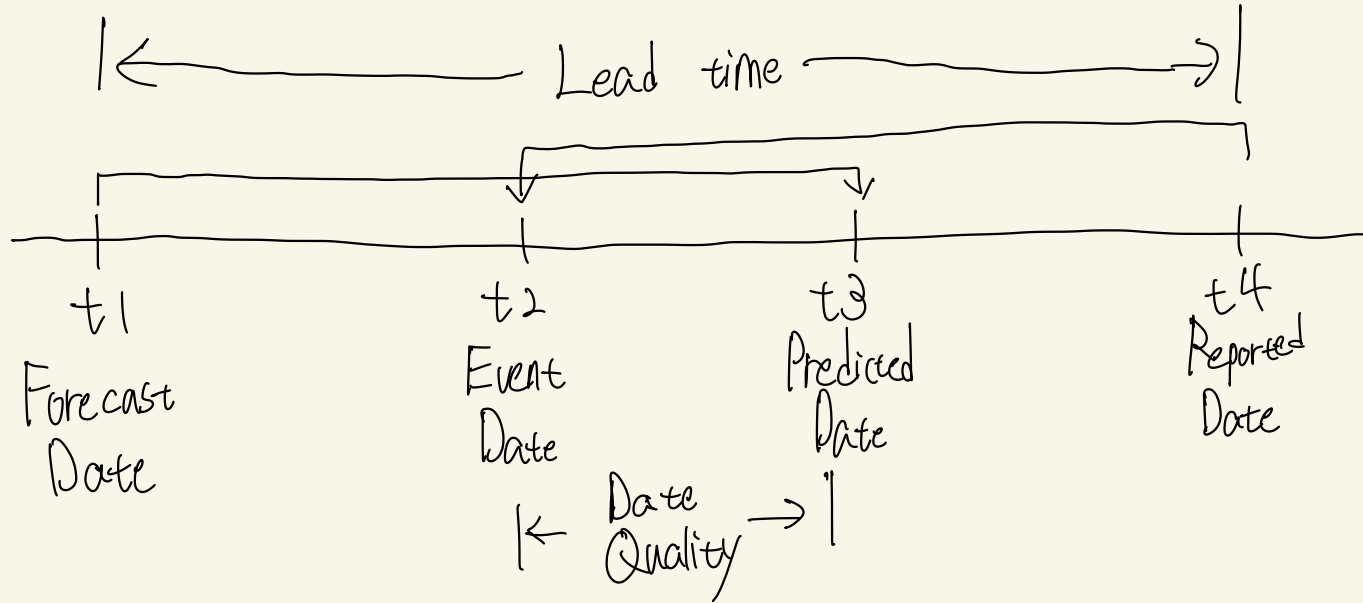 Lead time
t1
t2
t3
t4
Forecast
Date
Event
Date
Predicted
Date
Reported
Date
Date
Quality